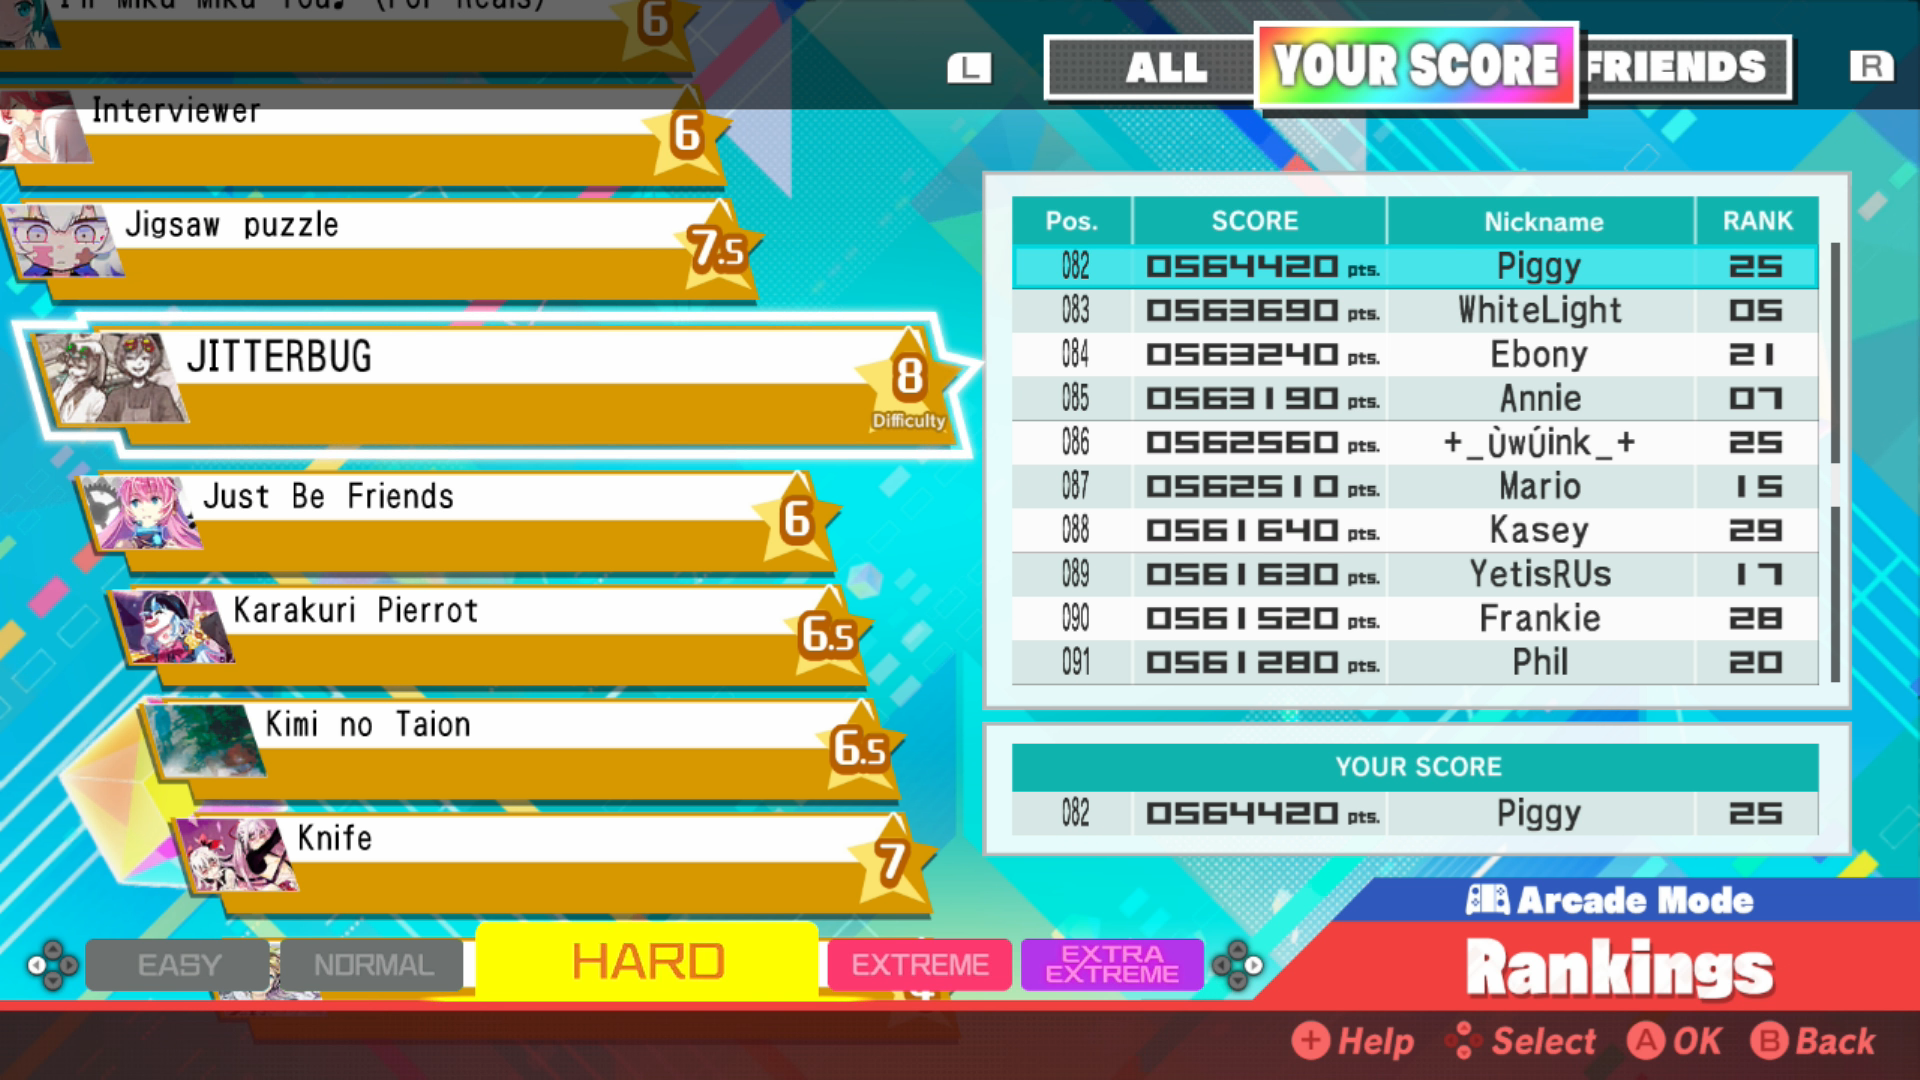 I'll Miku Miku You♪ (For Reals)
6
L
ALL
YOUR SCORE
FRIENDS
R
Interviewer
6
Jigsaw puzzle
7.5
JITTERBUG
8
Difficulty
Just Be Friends
6
Karakuri Pierrot
6.5
Kimi no Taion
6.5
Knife
7
Pos. SCORE Nickname RANK
082 0564420 pts. Piggy 25
083 0563690 pts. WhiteLight 05
084 0563240 pts. Ebony 21
085 0563190 pts. Annie 07
086 0562560 pts. +_ùwúink_+ 25
087 0562510 pts. Mario 15
088 0561640 pts. Kasey 29
089 0561630 pts. YetisRUs 17
090 0561520 pts. Frankie 28
091 0561280 pts. Phil 20
YOUR SCORE
082 0564420 pts. Piggy 25
Arcade Mode
Rankings
EASY
NORMAL
HARD
EXTREME
EXTRA
EXTREME
+ Help
Select
A OK
B Back